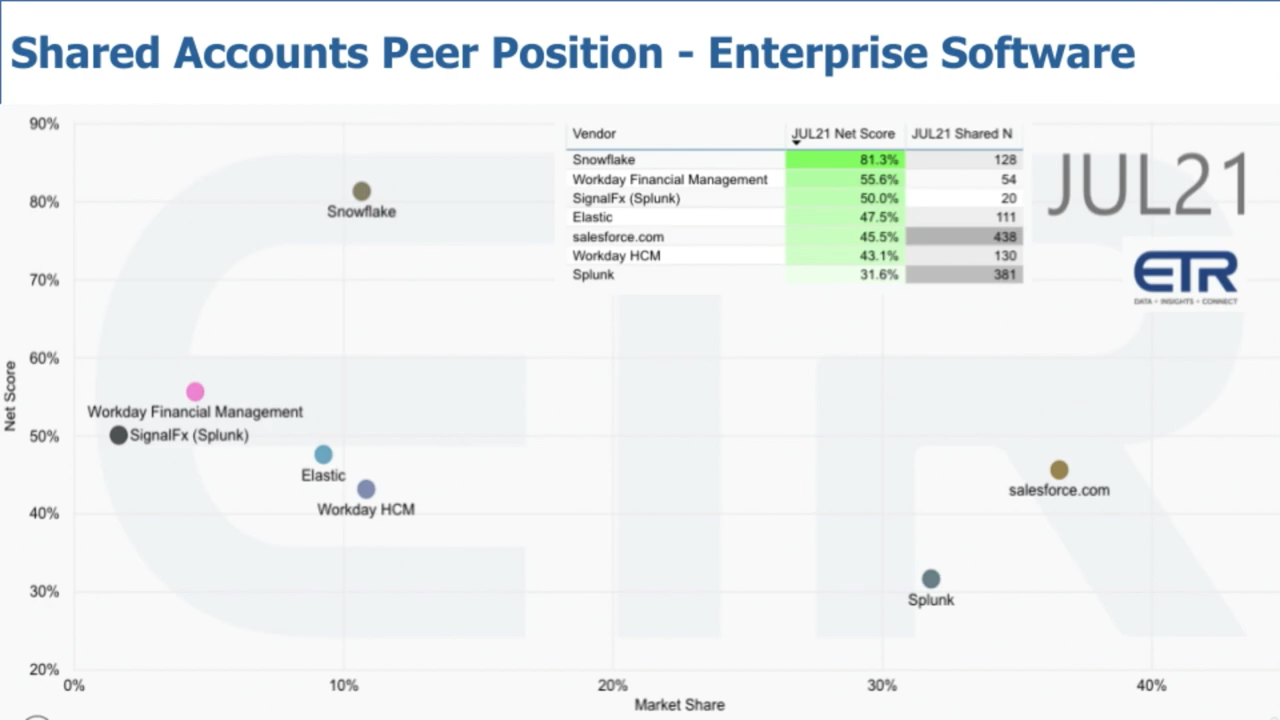 Shared Accounts Peer Position - Enterprise Software
90%
80%
70%
60%
50%
40%
30%
20%
Net Score
0%
10%
20%
30%
40%
Market Share
Vendor JUL21 Net Score JUL21 Shared N
Snowflake 81.3% 128
Workday Financial Management 55.6% 54
SignalFx (Splunk) 50.0% 20
Elastic 47.5% 111
salesforce.com 45.5% 438
Workday HCM 43.1% 130
Splunk 31.6% 381
JUL21
ETR
DATA • INSIGHTS • CONNECT
Snowflake
Workday Financial Management
SignalFx (Splunk)
Elastic
Workday HCM
salesforce.com
Splunk
ETR